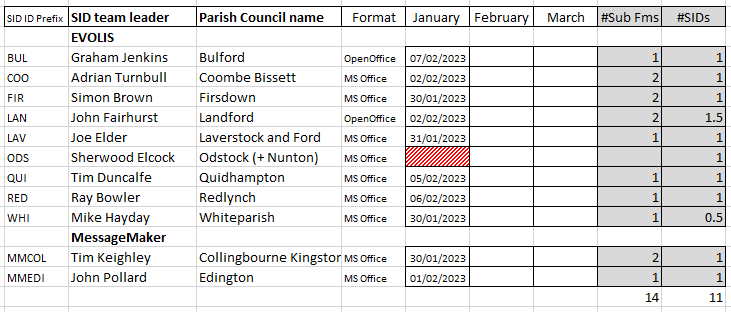 SID ID Prefix SID team leader Parish Council name Format January February March #Sub Fms #SIDs
EVOLIS
BUL Graham Jenkins Bulford OpenOffice 07/02/2023 1 1
COO Adrian Turnbull Coombe Bissett MS Office 02/02/2023 2 1
FIR Simon Brown Firsdown MS Office 30/01/2023 2 1
LAN John Fairhurst Landford OpenOffice 02/02/2023 2 1.5
LAV Joe Elder Laverstock and Ford MS Office 31/01/2023 1 1
ODS Sherwood Elcock Odstock (+ Nunton) MS Office 1
QUI Tim Duncalfe Quidhampton MS Office 05/02/2023 1 1
RED Ray Bowler Redlynch MS Office 06/02/2023 1 1
WHI Mike Hayday Whiteparish MS Office 30/01/2023 1 0.5
MessageMaker
MMCOL Tim Keighley Collingbourne Kingston MS Office 30/01/2023 2 1
MMEDI John Pollard Edington MS Office 01/02/2023 1 1
14 11